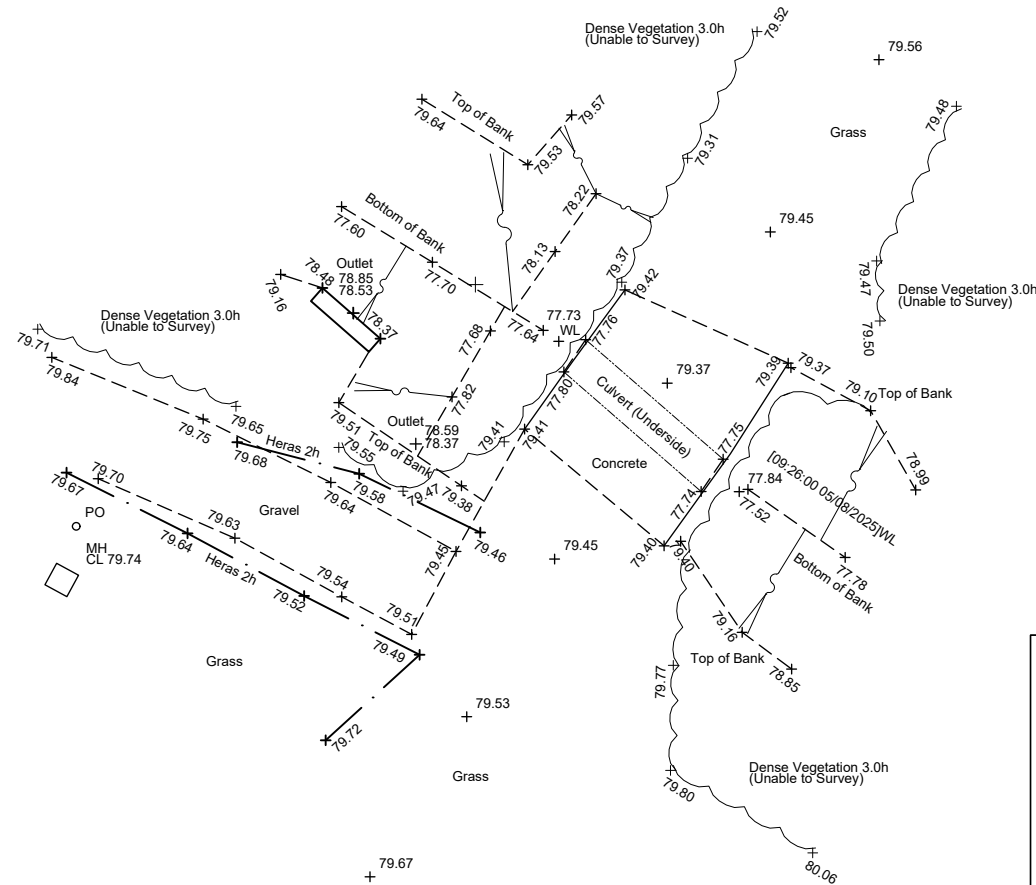 Dense Vegetation 3.0h
(Unable to Survey)
79.52
79.56
79.64
Top of Bank
79.57
79.53
79.48
Grass
79.31
78.22
79.45
77.60
Bottom of Bank
78.13
79.37
79.42
79.47
Dense Vegetation 3.0h
(Unable to Survey)
79.50
79.16
78.48
Outlet
78.85
78.53
78.37
77.70
77.64
77.73
WL
77.76
77.68
77.80
77.82
Dense Vegetation 3.0h
(Unable to Survey)
79.71
79.84
79.37
Culvert (Underside)
79.39
79.37
79.10
Top of Bank
78.99
79.51
Top of Bank
Outlet
78.59
78.37
79.41
79.41
79.75
79.65
79.68
Heras 2h
79.55
79.58
79.47
79.38
79.46
79.64
Gravel
Concrete
77.75
77.74
77.84
77.52
[09:26:00 05/08/2025]WL
77.78
Bottom of Bank
79.67
79.70
PO
79.64
79.63
MH
CL 79.74
Heras 2h
79.54
79.52
79.51
79.49
79.45
79.45
79.40
79.40
79.16
Top of Bank
78.85
79.77
Grass
79.72
79.53
Grass
Dense Vegetation 3.0h
(Unable to Survey)
79.80
80.06
79.67